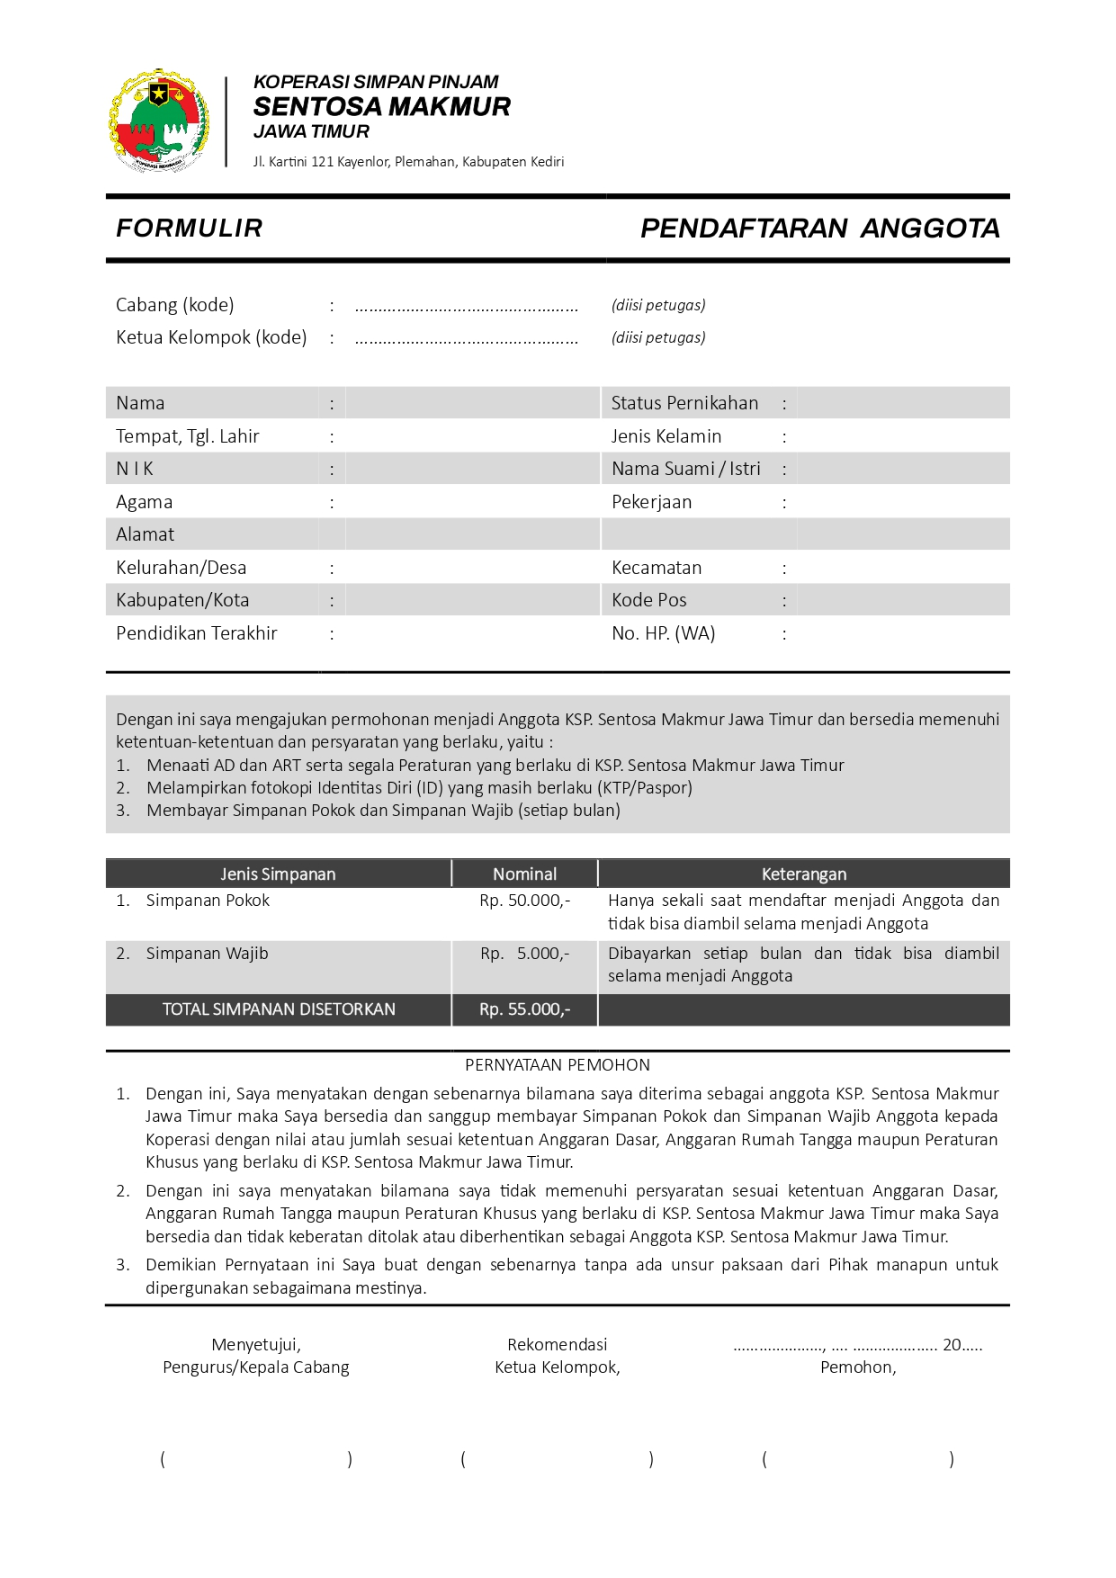 KOPERASI SIMPAN PINJAM
SENTOSA MAKMUR
JAWA TIMUR
Jl. Kartini 121 Kayenlor, Plemahan, Kabupaten Kediri
FORMULIR PENDAFTARAN ANGGOTA
Cabang (kode) : ................................................ (diisi petugas)
Ketua Kelompok (kode) : ................................................ (diisi petugas)
Nama : Status Pernikahan :
Tempat, Tgl. Lahir : Jenis Kelamin :
N I K : Nama Suami / Istri :
Agama : Pekerjaan :
Alamat
Kelurahan/Desa : Kecamatan :
Kabupaten/Kota : Kode Pos :
Pendidikan Terakhir : No. HP. (WA) :
Dengan ini saya mengajukan permohonan menjadi Anggota KSP. Sentosa Makmur Jawa Timur dan bersedia memenuhi
ketentuan-ketentuan dan persyaratan yang berlaku, yaitu :
1. Menaati AD dan ART serta segala Peraturan yang berlaku di KSP. Sentosa Makmur Jawa Timur
2. Melampirkan fotokopi Identitas Diri (ID) yang masih berlaku (KTP/Paspor)
3. Membayar Simpanan Pokok dan Simpanan Wajib (setiap bulan)
Jenis Simpanan Nominal Keterangan
1. Simpanan Pokok Rp. 50.000,- Hanya sekali saat mendaftar menjadi Anggota dan
tidak bisa diambil selama menjadi Anggota
2. Simpanan Wajib Rp. 5.000,- Dibayarkan setiap bulan dan tidak bisa diambil
selama menjadi Anggota
TOTAL SIMPANAN DISETORKAN Rp. 55.000,-
PERNYATAAN PEMOHON
1. Dengan ini, Saya menyatakan dengan sebenarnya bilamana saya diterima sebagai anggota KSP. Sentosa Makmur
Jawa Timur maka Saya bersedia dan sanggup membayar Simpanan Pokok dan Simpanan Wajib Anggota kepada
Koperasi dengan nilai atau jumlah sesuai ketentuan Anggaran Dasar, Anggaran Rumah Tangga maupun Peraturan
Khusus yang berlaku di KSP. Sentosa Makmur Jawa Timur.
2. Dengan ini saya menyatakan bilamana saya tidak memenuhi persyaratan sesuai ketentuan Anggaran Dasar,
Anggaran Rumah Tangga maupun Peraturan Khusus yang berlaku di KSP. Sentosa Makmur Jawa Timur maka Saya
bersedia dan tidak keberatan ditolak atau diberhentikan sebagai Anggota KSP. Sentosa Makmur Jawa Timur.
3. Demikian Pernyataan ini Saya buat dengan sebenarnya tanpa ada unsur paksaan dari Pihak manapun untuk
dipergunakan sebagaimana mestinya.
Menyetujui, Rekomendasi ....................., .... .................... 20.....
Pengurus/Kepala Cabang Ketua Kelompok, Pemohon,
( ) ( ) ( )